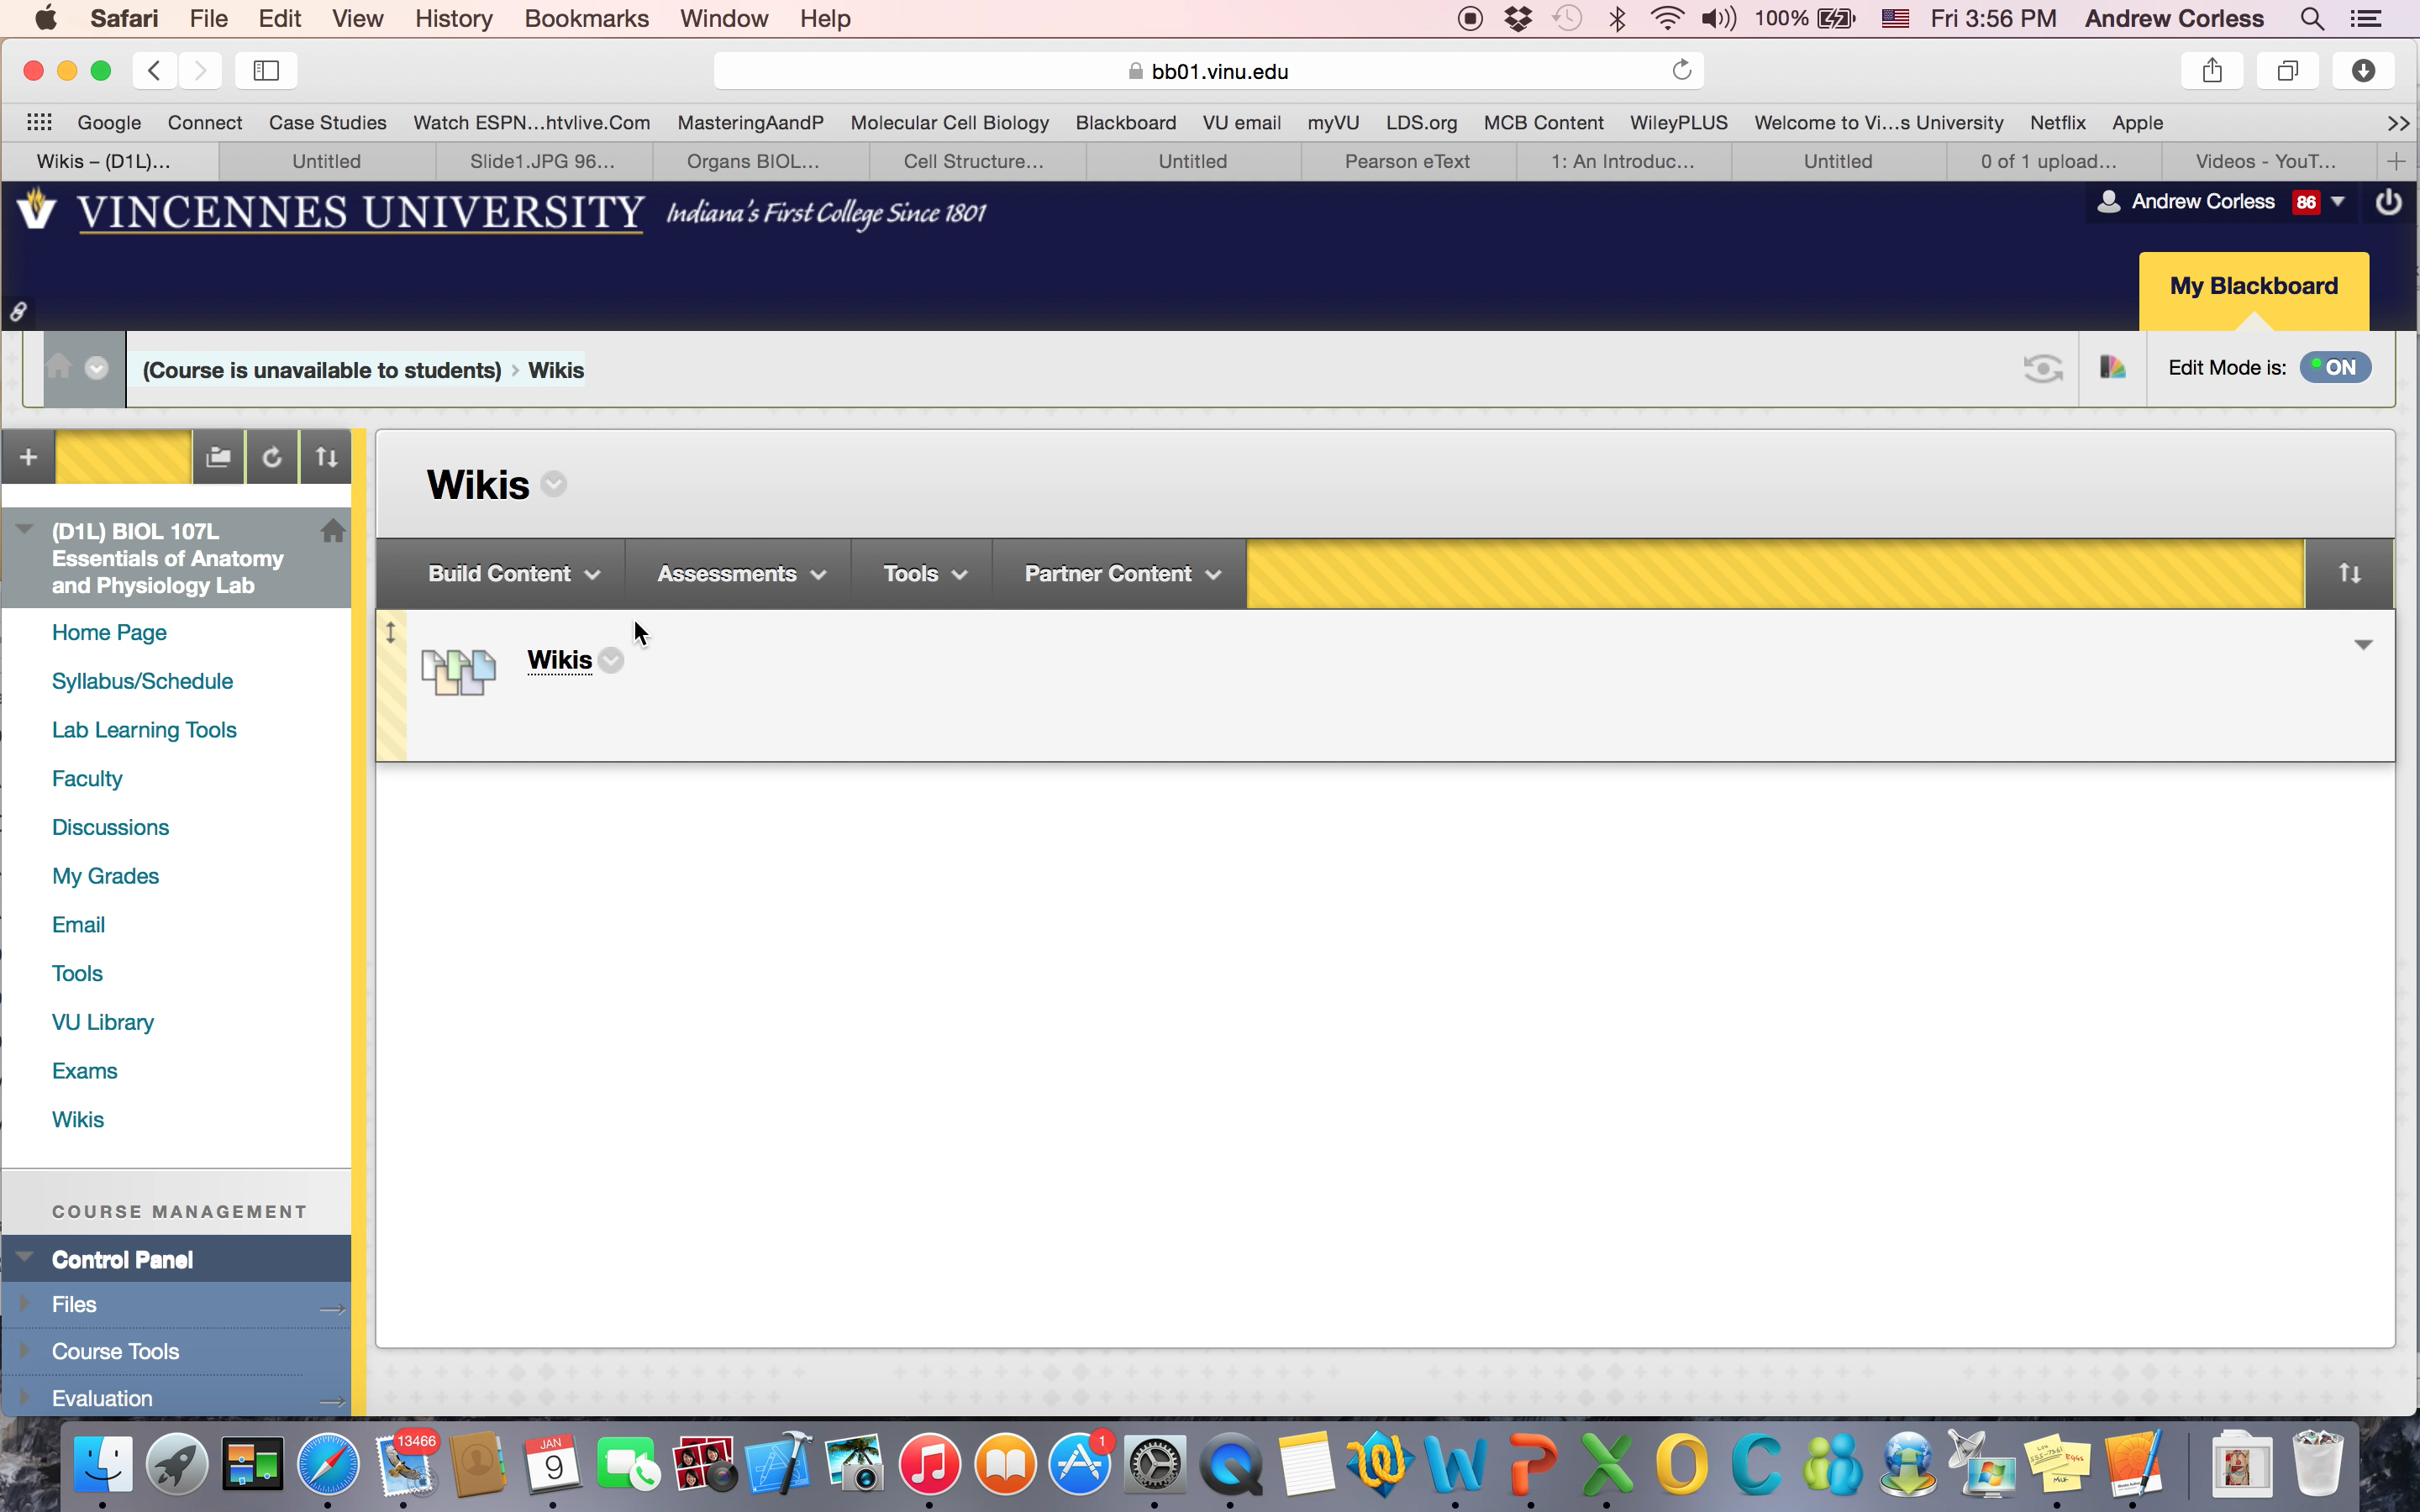 Safari File Edit View History Bookmarks Window Help 100% Fri 3:56 PM Andrew Corless
bb01.vinu.edu
Google Connect Case Studies Watch ESPN...htvlive.Com MasteringAandP Molecular Cell Biology Blackboard VU email myVU LDS.org MCB Content WileyPLUS Welcome to Vi...s University Netflix Apple >>
Wikis – (D1L)... Untitled Slide1.JPG 96... Organs BIOL... Cell Structure... Untitled Pearson eText 1: An Introduc... Untitled 0 of 1 upload... Videos - YouT...
VINCENNES UNIVERSITY Indiana's First College Since 1801 Andrew Corless 86
My Blackboard
(Course is unavailable to students) > Wikis Edit Mode is: ON
Wikis
(D1L) BIOL 107L
Essentials of Anatomy
and Physiology Lab
Build Content Assessments Tools Partner Content
Wikis
Home Page
Syllabus/Schedule
Lab Learning Tools
Faculty
Discussions
My Grades
Email
Tools
VU Library
Exams
Wikis
COURSE MANAGEMENT
Control Panel
Files
Course Tools
Evaluation
13466
JAN
9
1